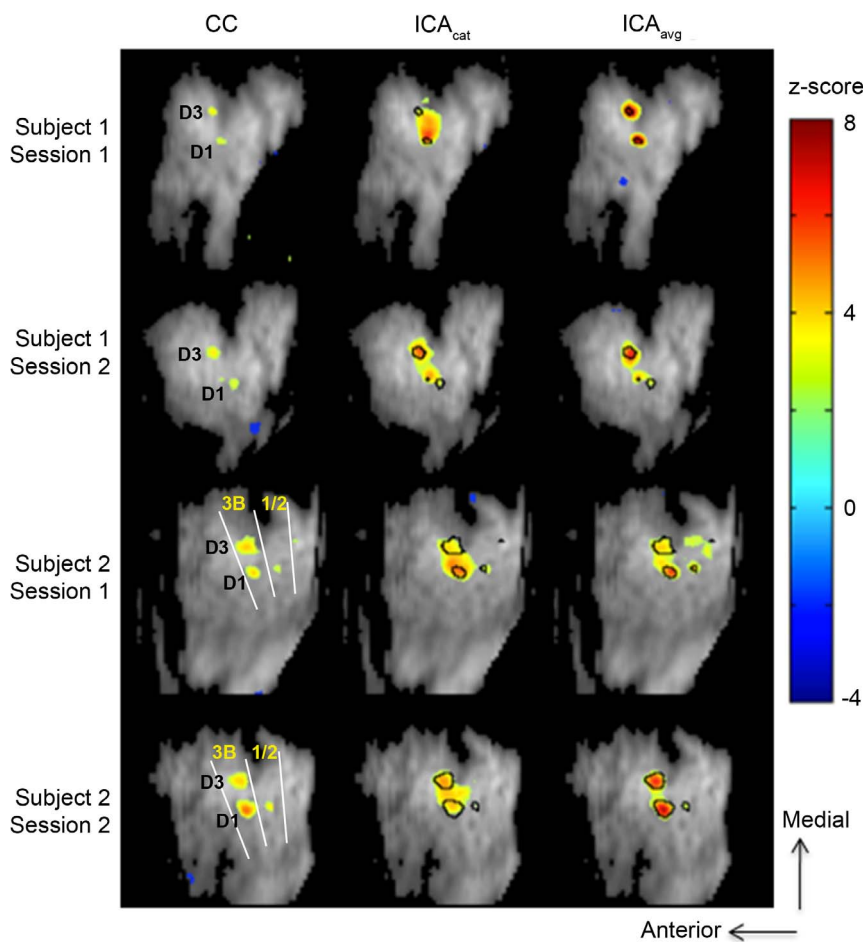 CC ICAcat ICAavg
z-score
8
4
0
-4
Subject 1
Session 1
D3
D1
Subject 1
Session 2
D3
D1
Subject 2
Session 1
3B 1/2
D3
D1
Subject 2
Session 2
3B 1/2
D3
D1
Medial
Anterior